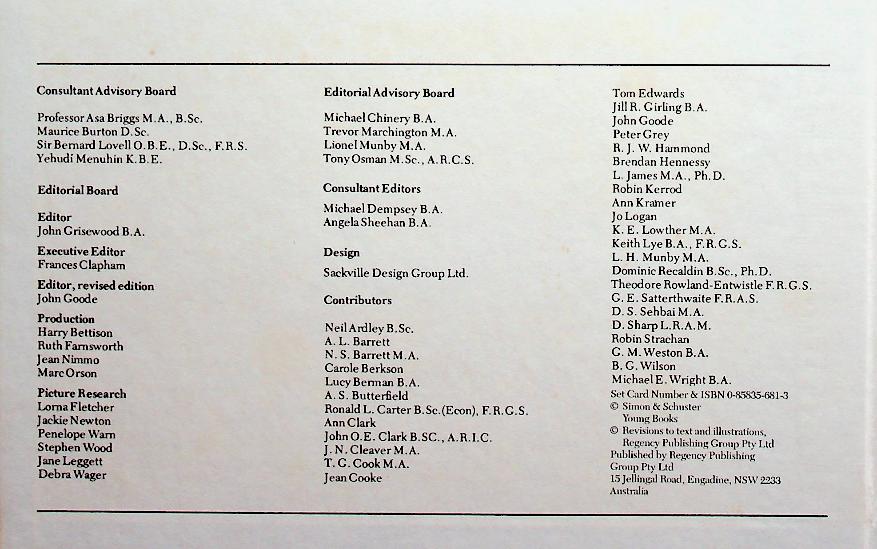 Consultant Advisory Board
Professor Asa Briggs M.A., B.Sc.
Maurice Burton D.Sc.
Sir Bernard Lovell O.B.E., D.Sc., F.R.S.
Yehudi Menuhin K.B.E.
Editorial Board
Editor
John Grisewood B.A.
Executive Editor
Frances Clapham
Editor, revised edition
John Goode
Production
Harry Bettison
Ruth Farnsworth
Jean Nimmo
Marc Orson
Picture Research
Lorna Fletcher
Jackie Newton
Penelope Warn
Stephen Wood
Jane Leggett
Debra Wager
Editorial Advisory Board
Michael Chinery B.A.
Trevor Marchington M.A.
Lionel Munby M.A.
Tony Osman M.Sc., A.R.C.S.
Consultant Editors
Michael Dempsey B.A.
Angela Sheehan B.A.
Design
Sackville Design Group Ltd.
Contributors
Neil Ardley B.Sc.
A. L. Barrett
N. S. Barrett M.A.
Carole Berkson
Lucy Berman B.A.
A. S. Butterfield
Ronald L. Carter B.Sc.(Econ), F.R.G.S.
Ann Clark
John O.E. Clark B.SC., A.R.I.C.
J. N. Cleaver M.A.
T. G. Cook M.A.
Jean Cooke
Tom Edwards
Jill R. Girling B.A.
John Goode
Peter Grey
R. J. W. Hammond
Brendan Hennessy
L. James M.A., Ph.D.
Robin Kerrod
Ann Kramer
Jo Logan
K. E. Lowther M.A.
Keith Lye B.A., F.R.G.S.
L. H. Munby M.A.
Dominic Recaldin B.Sc., Ph.D.
Theodore Rowland-Entwistle F.R.G.S.
G. E. Satterthwaite F.R.A.S.
D. S. Sehbai M.A.
D. Sharp L.R.A.M.
Robin Strachan
G. M. Weston B.A.
B. G. Wilson
Michael E. Wright B.A.
Set Card Number & ISBN 0-85835-681-3
© Simon & Schuster
Young Books
© Revisions to text and illustrations,
Regency Publishing Group Pty Ltd
Published by Regency Publishing
Group Pty Ltd
15 Jellingal Road, Engadine, NSW 2233
Australia